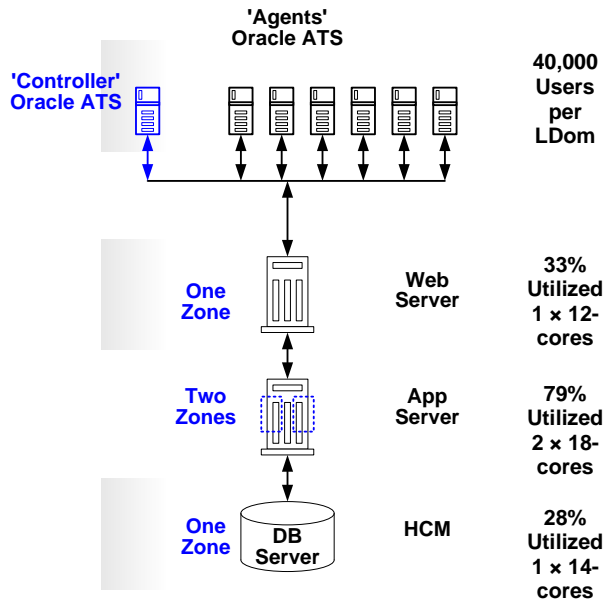 'Agents'
Oracle ATS
'Controller'
Oracle ATS
40,000
Users
per
LDom
One
Zone
Web
Server
33%
Utilized
1 × 12-
cores
Two
Zones
App
Server
79%
Utilized
2 × 18-
cores
One
Zone
DB
Server
HCM
28%
Utilized
1 × 14-
cores